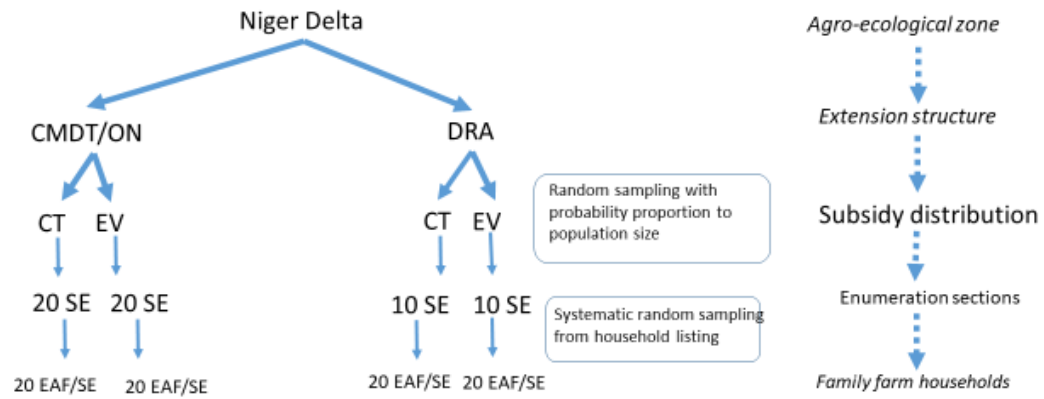 Niger Delta
Agro-ecological zone
CMDT/ON
DRA
Extension structure
Random sampling with
probability proportion to
population size
CT EV
CT EV
Subsidy distribution
20 SE 20 SE
10 SE 10 SE
Enumeration sections
Systematic random sampling
from household listing
20 EAF/SE 20 EAF/SE
20 EAF/SE 20 EAF/SE
Family farm households